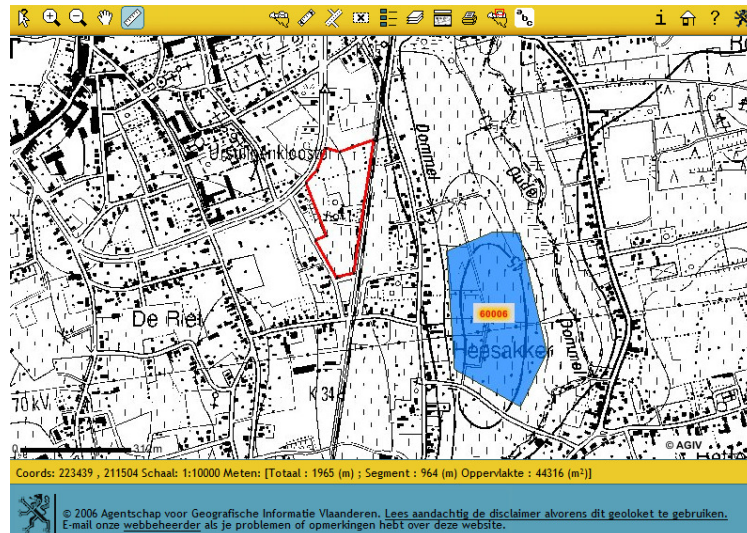 i ?
a b c
Ursulinenklooster
Dommel
Oude
60006
De Riet
Heesakker
Dommel
70 kV
K 34
0 312m
© AGIV
Coords: 223439 , 211504 Schaal: 1:10000 Meten: [Totaal : 1965 (m) ; Segment : 964 (m) Oppervlakte : 44316 (m²)]
© 2006 Agentschap voor Geografische Informatie Vlaanderen. Lees aandachtig de disclaimer alvorens dit geoloket te gebruiken.
E-mail onze webbeheerder als je problemen of opmerkingen hebt over deze website.